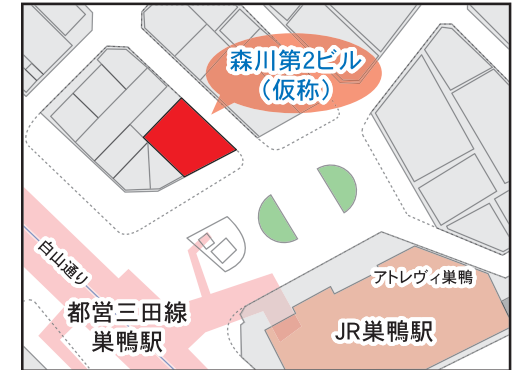 森川第2ビル
（仮称）
白山通り
アトレヴィ巣鴨
都営三田線
巣鴨駅
JR巣鴨駅